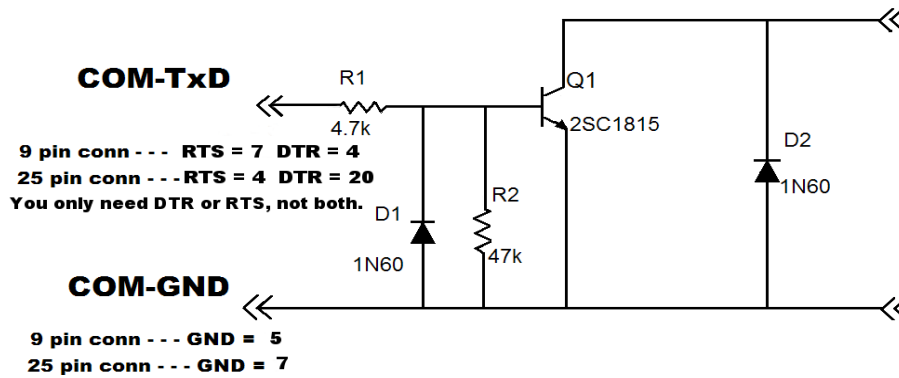 COM-TxD
R1
4.7k
Q1
2SC1815
9 pin conn - - - RTS = 7 DTR = 4
25 pin conn - - - RTS = 4 DTR = 20
You only need DTR or RTS, not both.
D1
1N60
R2
47k
D2
1N60
COM-GND
9 pin conn - - - GND = 5
25 pin conn - - - GND = 7